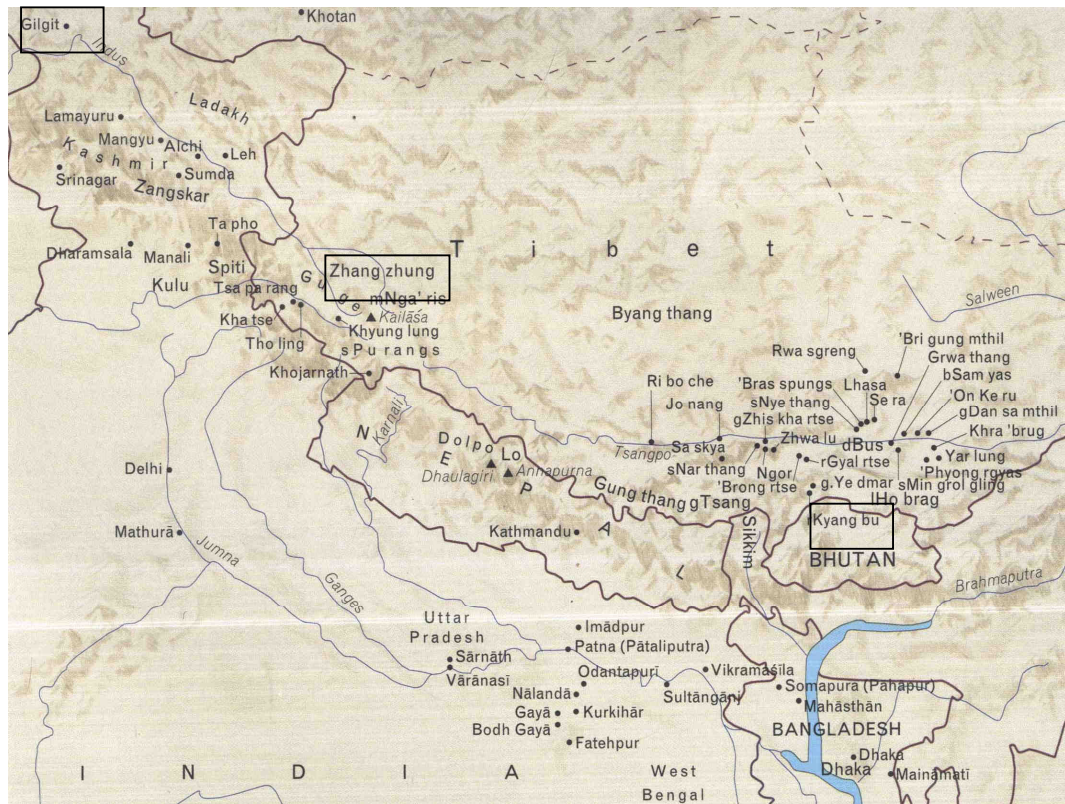 Gilgit
Khotan
Indus
Ladakh
Lamayuru
Mangyu
Alchi
Leh
Kashmir
Srinagar
Sumda
Zangskar
Ta pho
Dharamsala
Manali
Spiti
Kulu
Tibet
Guge
Zhang zhung
Tsa pa rang
mNga' ris
Kailāśa
Kha tse
Khyung lung
Tho ling
sPu rangs
Khojarnath
Byang thang
Salween
'Bri gung mthil
Rwa sgreng
Grwa thang
bSam yas
Lhasa
'On Ke ru
Se ra
gDan sa mthil
Ri bo che
'Bras spungs
sNye thang
Jo nang
gZhis kha rtse
Khra 'brug
Karnali
NEPAL
Dolpo
Lo
Dhaulagiri
Annapurna
Tsangpo
Sa skya
Zhwa lu
dBus
Yar lung
sNar thang
Ngor
rGyal rtse
'Phyong rgyas
'Brong rtse
g.Ye dmar
sMin grol gling
Gung thang
gTsang
lHo brag
Kyang bu
BHUTAN
Sikkim
Delhi
Mathurā
Jumna
Kathmandu
Brahmaputra
Ganges
Uttar
Pradesh
Imādpur
Patna (Pātaliputra)
Sārnāth
Vārānasī
Odantapurī
Vikramaśīla
Sultāngānj
Somapura (Pahapur)
Nālandā
Mahāsthān
Gayā
Kurkihār
Bodh Gayā
BANGLADESH
Fatehpur
Dhaka
Dhaka
Mainamatī
INDIA
West
Bengal